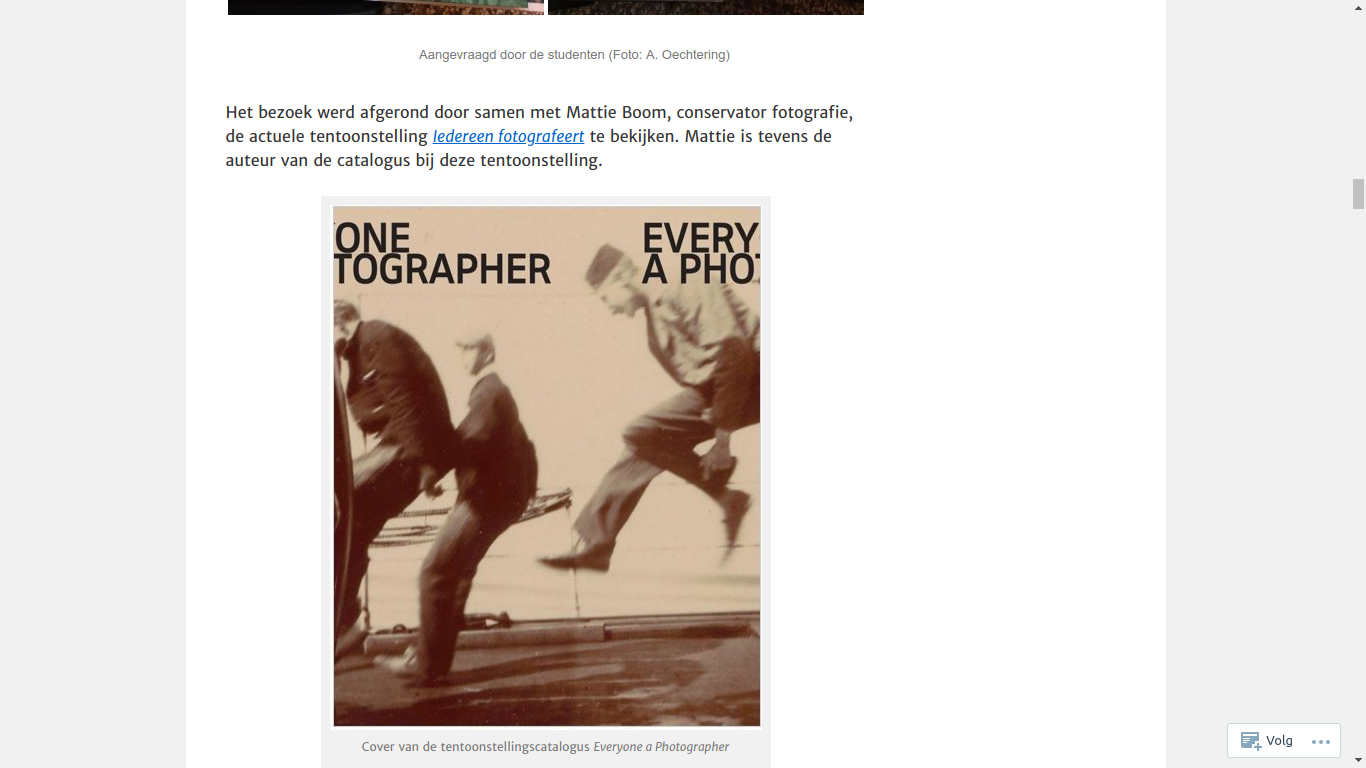 Aangevraagd door de studenten (Foto: A. Oechtering)
Het bezoek werd afgerond door samen met Mattie Boom, conservator fotografie,
de actuele tentoonstelling Iedereen fotografeert te bekijken. Mattie is tevens de
auteur van de catalogus bij deze tentoonstelling.
ONE EVERY
TOGRAPHER A PHOT
Cover van de tentoonstellingscatalogus Everyone a Photographer
Volg